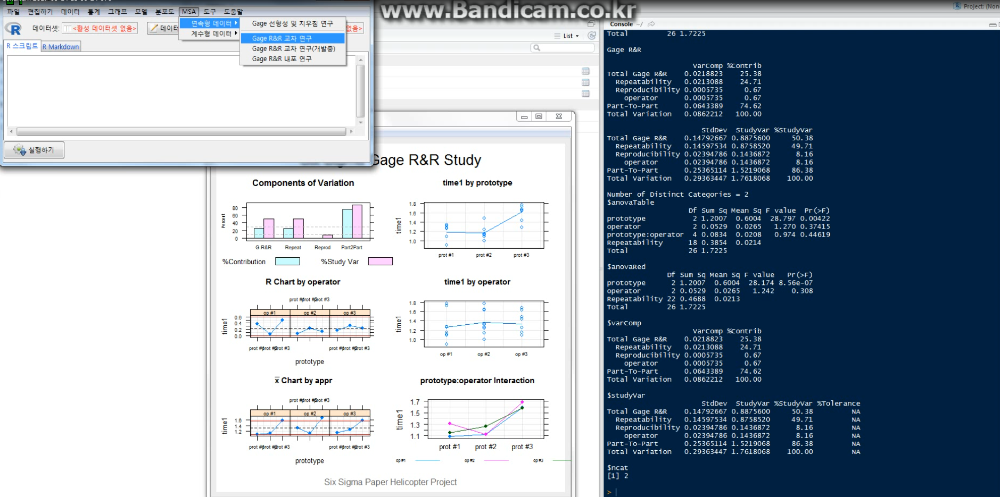 www.Bandicam.co.kr
파일 편집하기 데이터 통계 그래프 모델 분포도 MSA 도구 도움말
데이터셋: <활성 데이터셋 없음> 데이터 없음>
R 스크립트 R Markdown
연속형 데이터
계수형 데이터
Gage 선형성 및 치우침 연구
Gage R&R 교차 연구
Gage R&R 교차 연구(개발중)
Gage R&R 내포 연구
실행하기
List
Gage R&R Study
Components of Variation
Percent
80
60
40
20
0
G.R&R Repeat Reprod Part2Part
%Contribution %Study Var
time1 by prototype
time1
1.8
1.6
1.4
1.2
1.0
prot #1 prot #2 prot #3
R Chart by operator
prot #1 prot #2 prot #3
op #1 op #2 op #3
time1
0.6
0.4
0.2
0.0
prot #1 prot #2 prot #3 prot #1 prot #2 prot #3
prototype
time1 by operator
time1
1.8
1.6
1.4
1.2
1.0
op #1 op #2 op #3
x̅ Chart by appr
prot #1 prot #2 prot #3
op #1 op #2 op #3
time1
1.6
1.4
1.2
prot #1 prot #2 prot #3 prot #1 prot #2 prot #3
prototype
prototype:operator Interaction
time1
1.7
1.5
1.3
1.1
prot #1 prot #2 prot #3
op #1 op #2 op #3
Six Sigma Paper Helicopter Project
Project: (Non
Console ~/
Total 26 1.7225
Gage R&R
VarComp %Contrib
Total Gage R&R 0.0218823 25.38
Repeatability 0.0213088 24.71
Reproducibility 0.0005735 0.67
operator 0.0005735 0.67
Part-To-Part 0.0643389 74.62
Total Variation 0.0862212 100.00
StdDev StudyVar %StudyVar
Total Gage R&R 0.14792667 0.8875600 50.38
Repeatability 0.14597534 0.8758520 49.71
Reproducibility 0.02394786 0.1436872 8.16
operator 0.02394786 0.1436872 8.16
Part-To-Part 0.25365114 1.5219068 86.38
Total Variation 0.29363447 1.7618068 100.00
Number of Distinct Categories = 2
$anovaTable
Df Sum Sq Mean Sq F value Pr(>F)
prototype 2 1.2007 0.6004 28.797 0.00422
operator 2 0.0529 0.0265 1.270 0.37415
prototype:operator 4 0.0834 0.0208 0.974 0.44619
Repeatability 18 0.3854 0.0214
Total 26 1.7225
$anovaRed
Df Sum Sq Mean Sq F value Pr(>F)
prototype 2 1.2007 0.6004 28.174 8.56e-07
operator 2 0.0529 0.0265 1.242 0.308
Repeatability 22 0.4688 0.0213
Total 26 1.7225
$varComp
VarComp %Contrib
Total Gage R&R 0.0218823 25.38
Repeatability 0.0213088 24.71
Reproducibility 0.0005735 0.67
operator 0.0005735 0.67
Part-To-Part 0.0643389 74.62
Total Variation 0.0862212 100.00
$studyVar
StdDev StudyVar %StudyVar %Tolerance
Total Gage R&R 0.14792667 0.8875600 50.38 NA
Repeatability 0.14597534 0.8758520 49.71 NA
Reproducibility 0.02394786 0.1436872 8.16 NA
operator 0.02394786 0.1436872 8.16 NA
Part-To-Part 0.25365114 1.5219068 86.38 NA
Total Variation 0.29363447 1.7618068 100.00 NA
$ncat
[1] 2
>